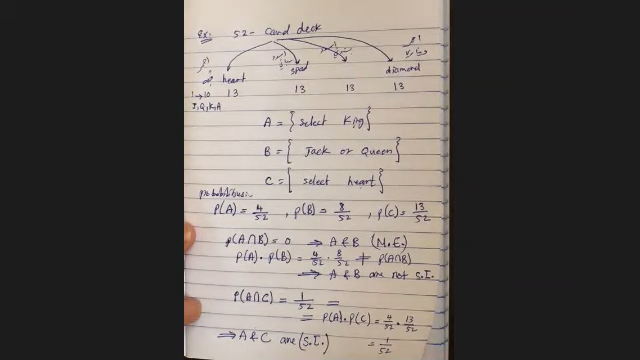 Ex: 52- Card deck
heart spad diamond
1 → 10 13 13 13 13
J, Q, K, A
A = { select King }
B = { Jack or Queen }
C = { select heart }
probabilities:
P(A) = 4/52 , P(B) = 8/52 , P(C) = 13/52
P(A∩B) = 0 ⇒ A & B (M.E.)
P(A) . P(B) = 4/52 . 8/52 ≠ P(A∩B)
⇒ A & B are not S.I.
P(A∩C) = 1/52 =
= P(A) . P(C) = 4/52 . 13/52
⇒ A & C are (S.I.) = 1/52